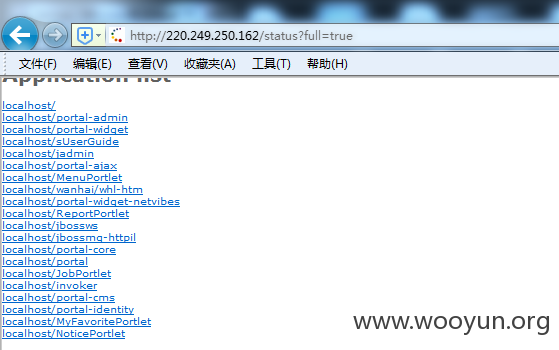 http://220.249.250.162/status?full=true
文件(F) 编辑(E) 查看(V) 收藏夹(A) 工具(T) 帮助(H)
Application list
localhost/
localhost/portal-admin
localhost/portal-widget
localhost/sUserGuide
localhost/jadmin
localhost/portal-ajax
localhost/MenuPortlet
localhost/wanhai/whl-htm
localhost/portal-widget-netvibes
localhost/ReportPortlet
localhost/jbossws
localhost/jbossmq-httpil
localhost/portal-core
localhost/portal
localhost/JobPortlet
localhost/invoker
localhost/portal-cms
localhost/portal-identity
localhost/MyFavoritePortlet
localhost/NoticePortlet
www.wooyun.org